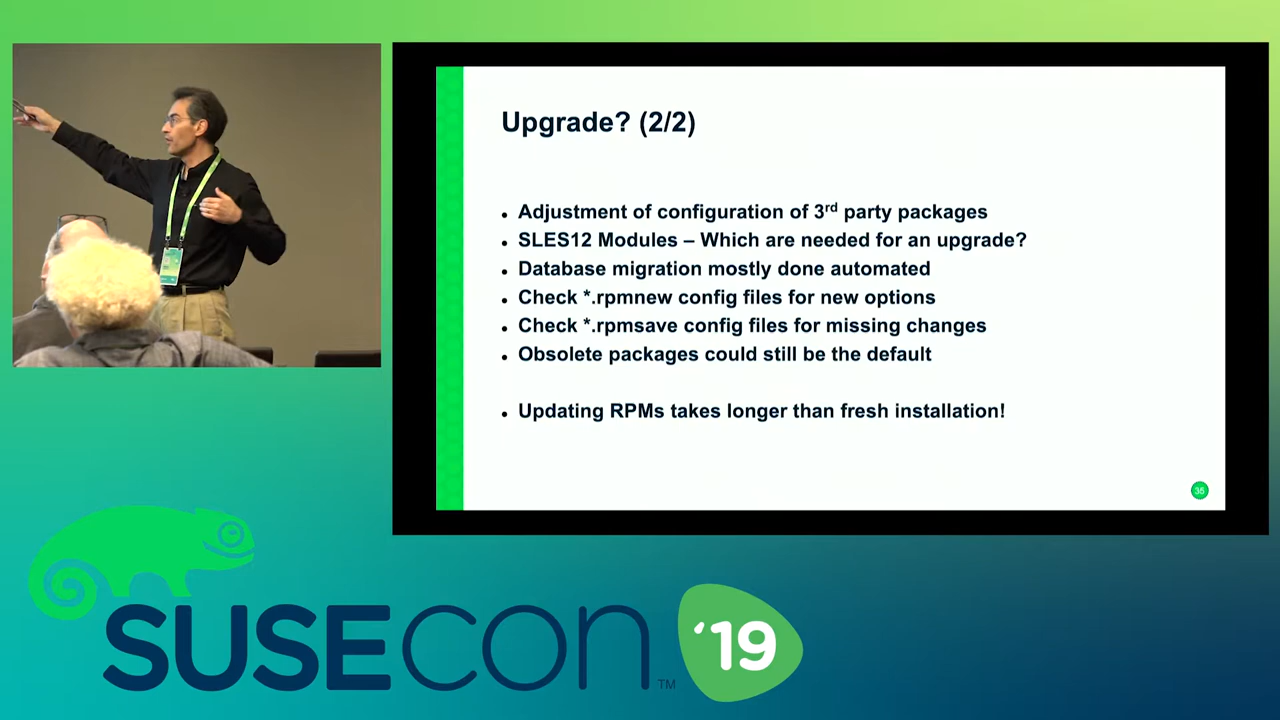 Upgrade? (2/2)
• Adjustment of configuration of 3rd party packages
• SLES12 Modules – Which are needed for an upgrade?
• Database migration mostly done automated
• Check *.rpmnew config files for new options
• Check *.rpmsave config files for missing changes
• Obsolete packages could still be the default
• Updating RPMs takes longer than fresh installation!
35
SUSECON™ '19